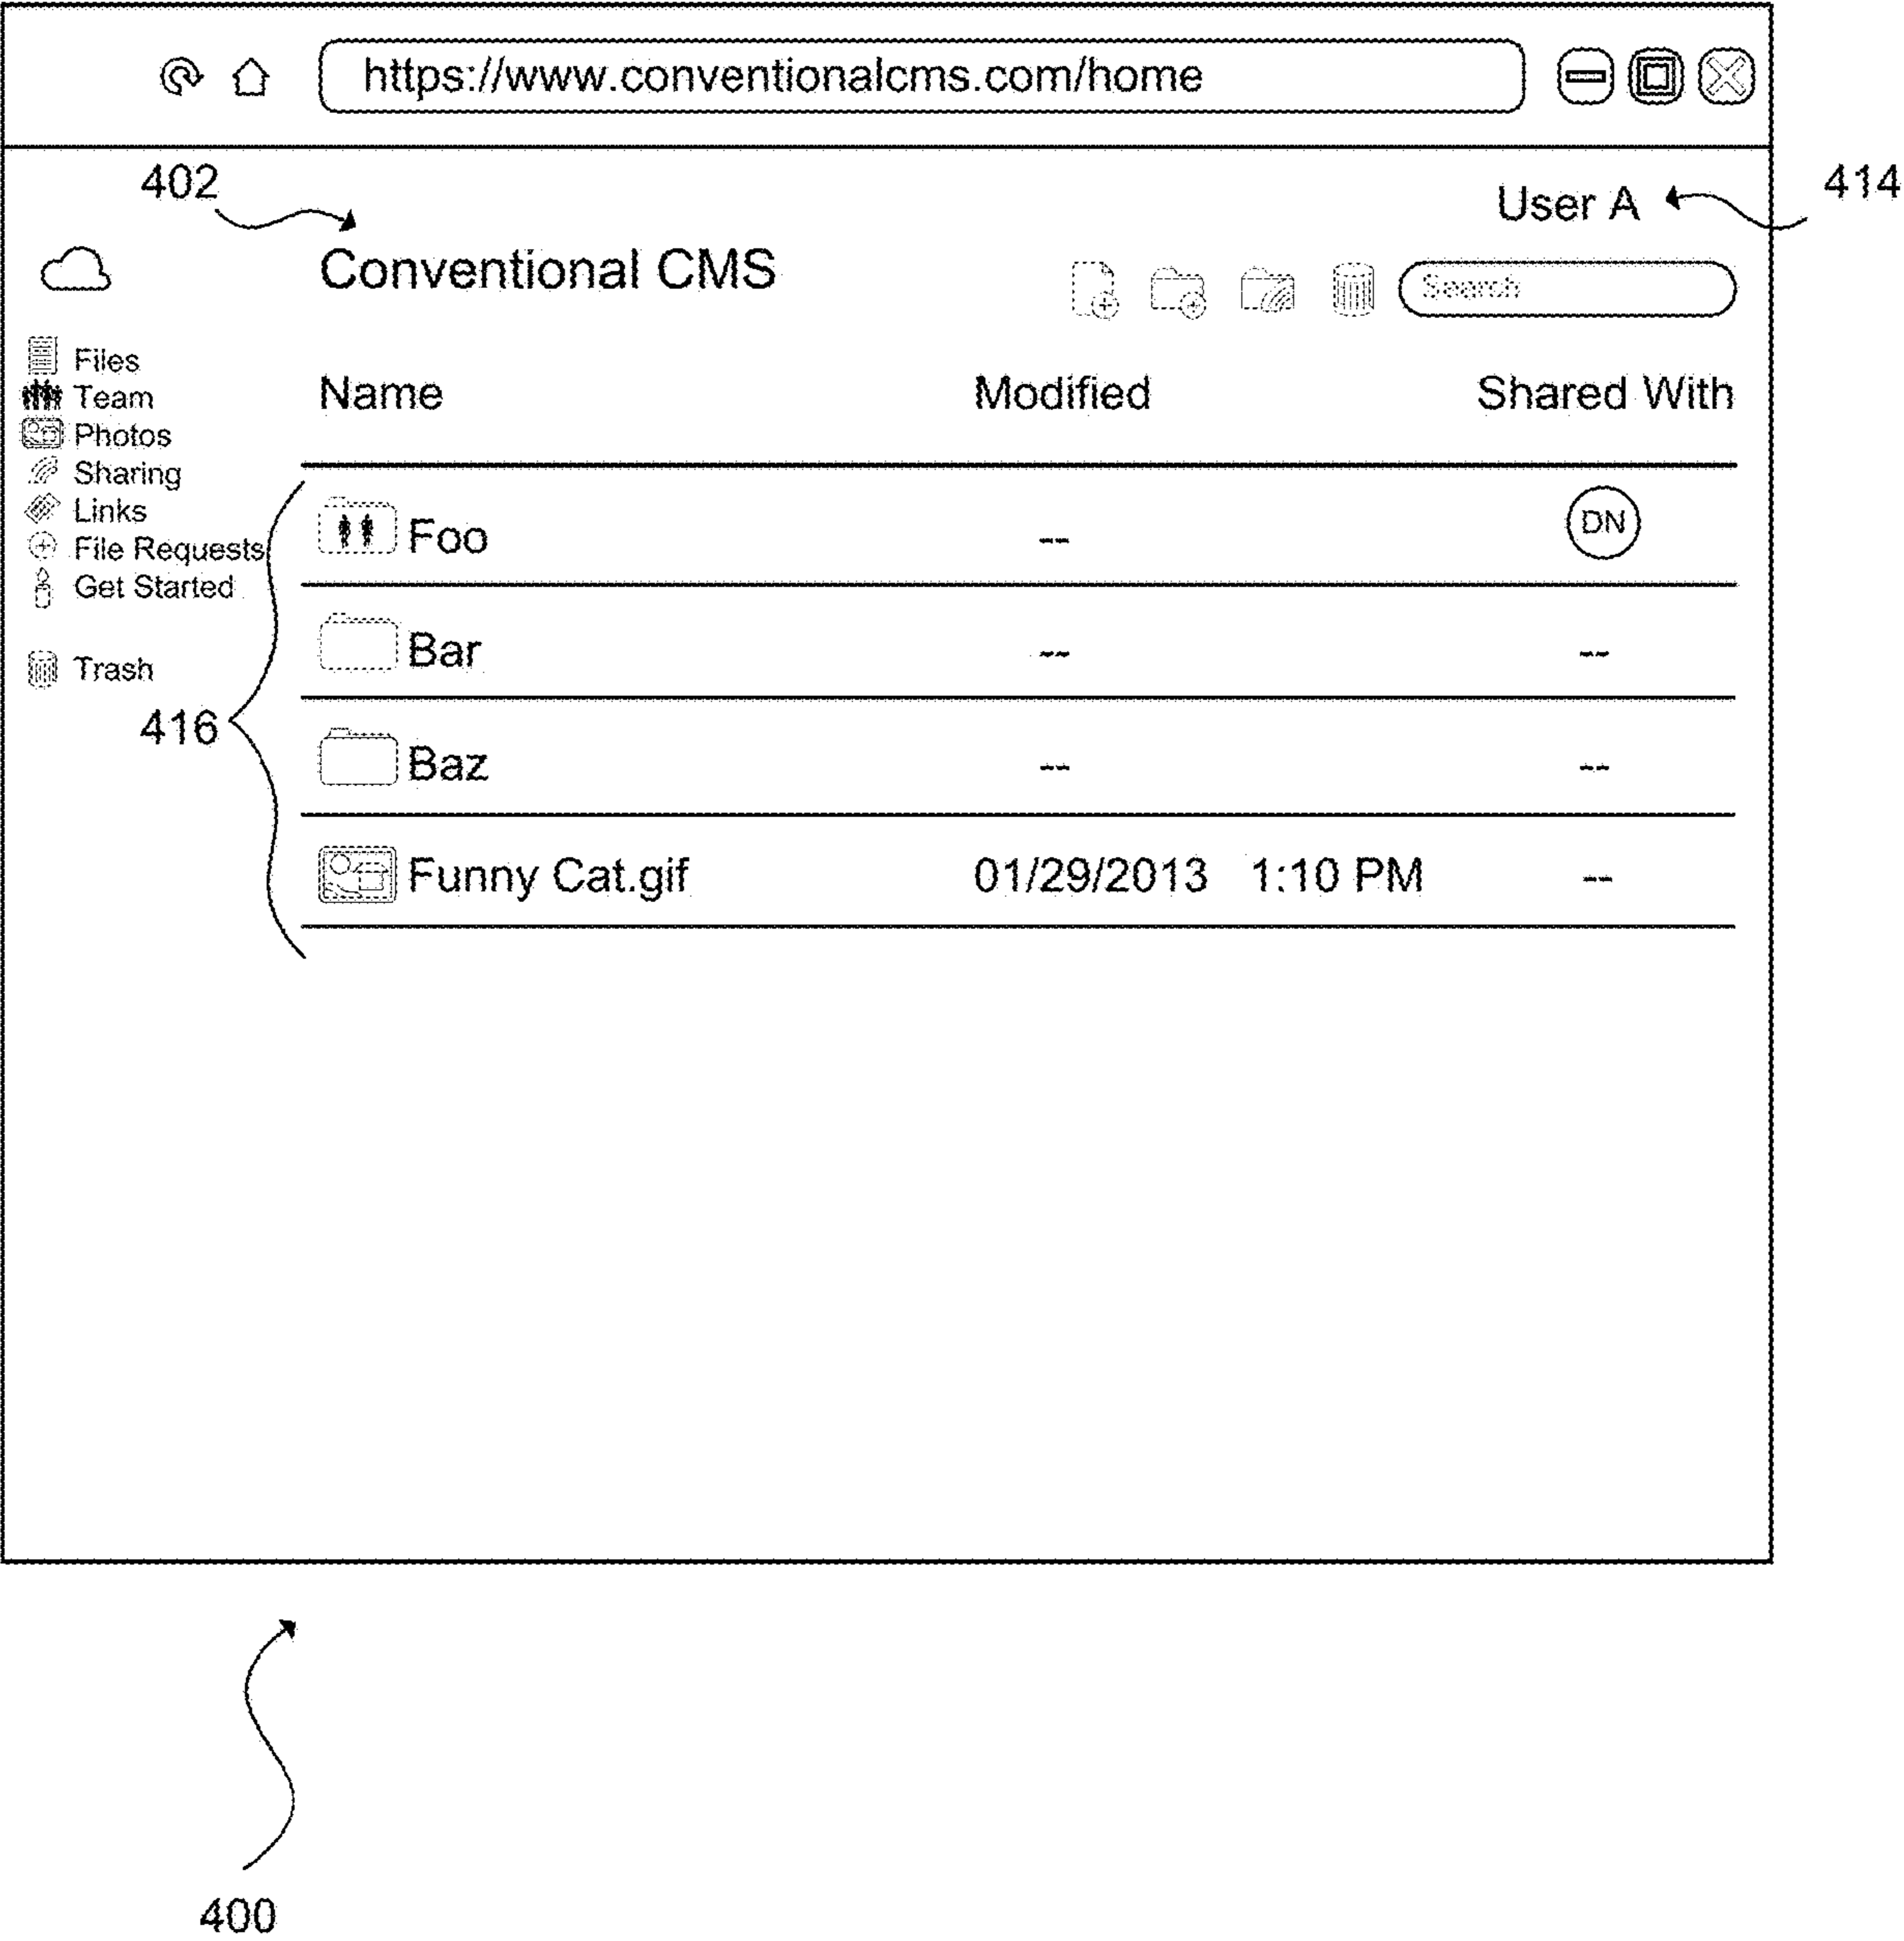 https://www.conventionalcms.com/home
402
414
User A
Conventional CMS
Search
Files
Team
Photos
Sharing
Links
File Requests
Get Started
Trash
Name Modified Shared With
Foo -- DN
Bar -- --
416
Baz -- --
Funny Cat.gif 01/29/2013 1:10 PM --
400